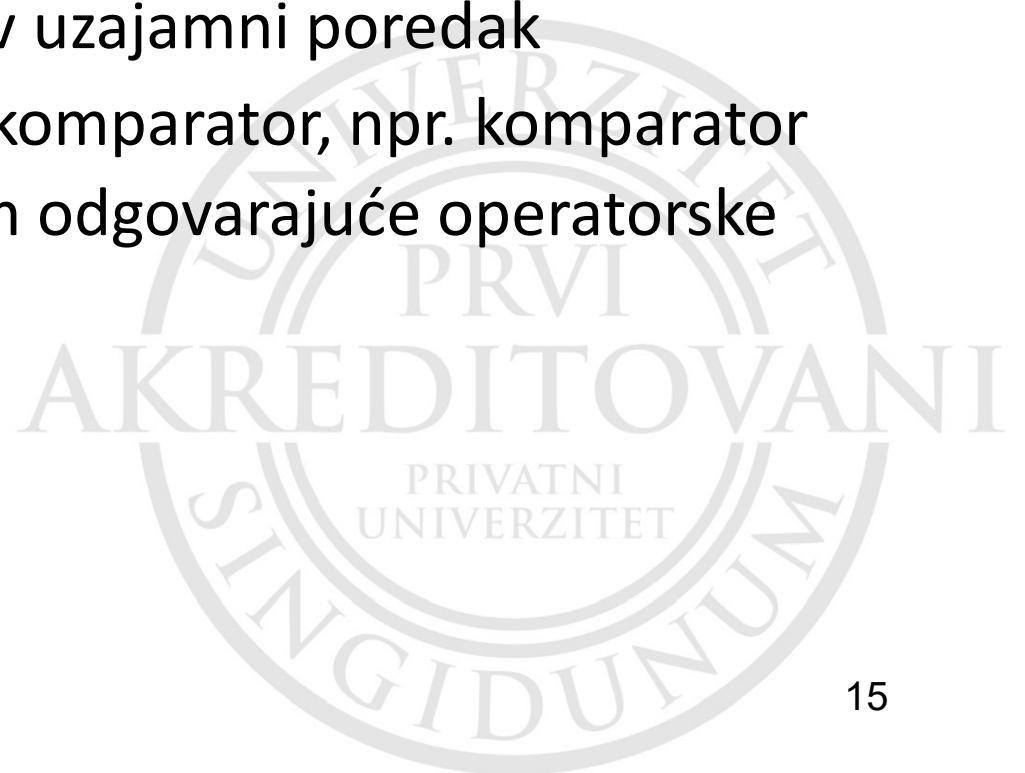 v uzajamni poredak
komparator, npr. komparator
odgovarajuće operatorske
UNIVERZITET
PRVI
AKREDITOVANI
PRIVATNI
UNIVERZITET
SINGIDUNUM
15